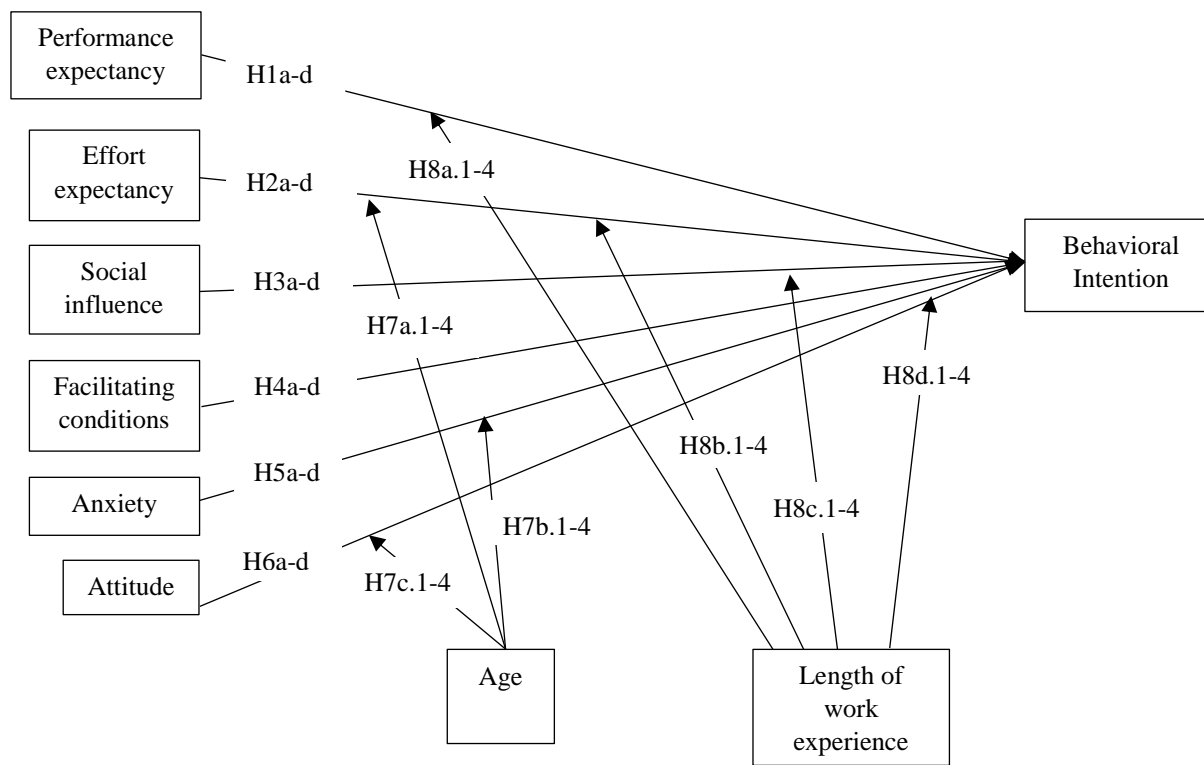 Performance
expectancy
H1a-d
Effort
expectancy
H8a.1-4
H2a-d
Behavioral
Intention
Social
influence
H3a-d
H7a.1-4
Facilitating
conditions
H4a-d
H8d.1-4
H8b.1-4
H5a-d
Anxiety
H8c.1-4
H7b.1-4
H6a-d
H7c.1-4
Attitude
Age
Length of
work
experience